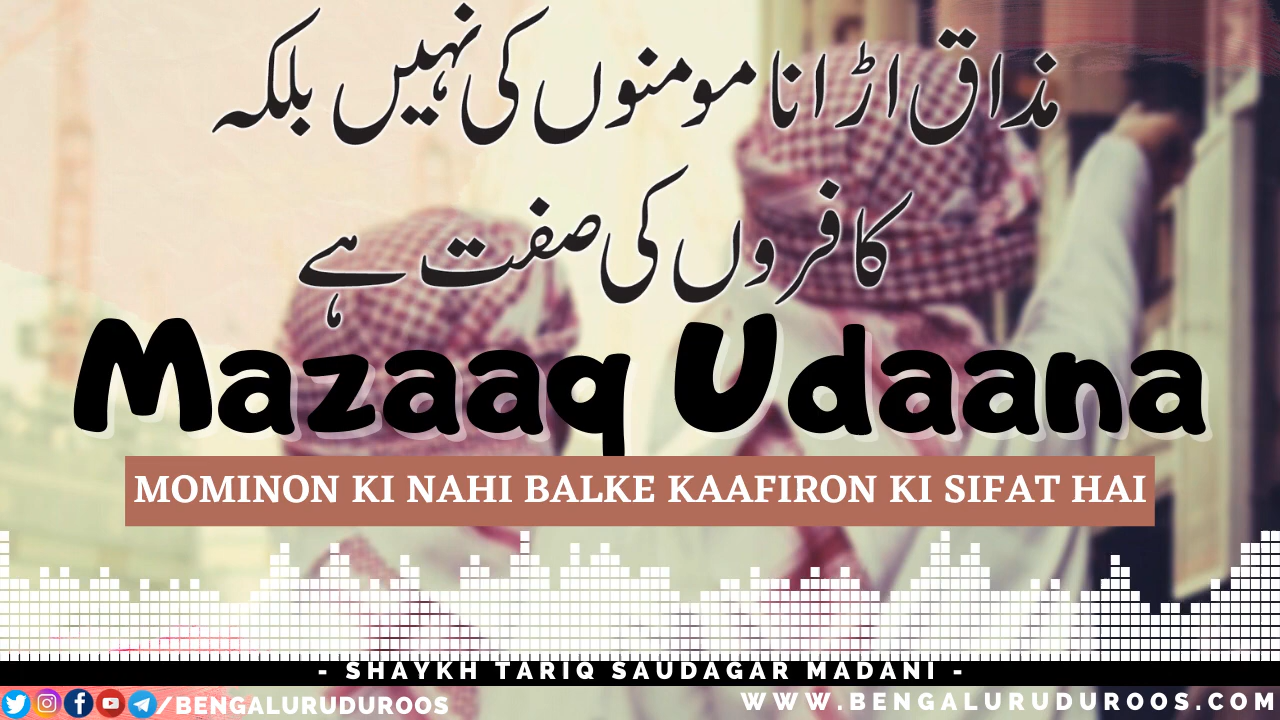 مذاق اڑانا مومنوں کی نہیں بلکہ
کافروں کی صفت ہے
Mazaaq Udaana
MOMINON KI NAHI BALKE KAAFIRON KI SIFAT HAI
- SHAYKH TARIQ SAUDAGAR MADANI -
/BENGALURUDUROOS
WWW.BENGALURUDUROOS.COM